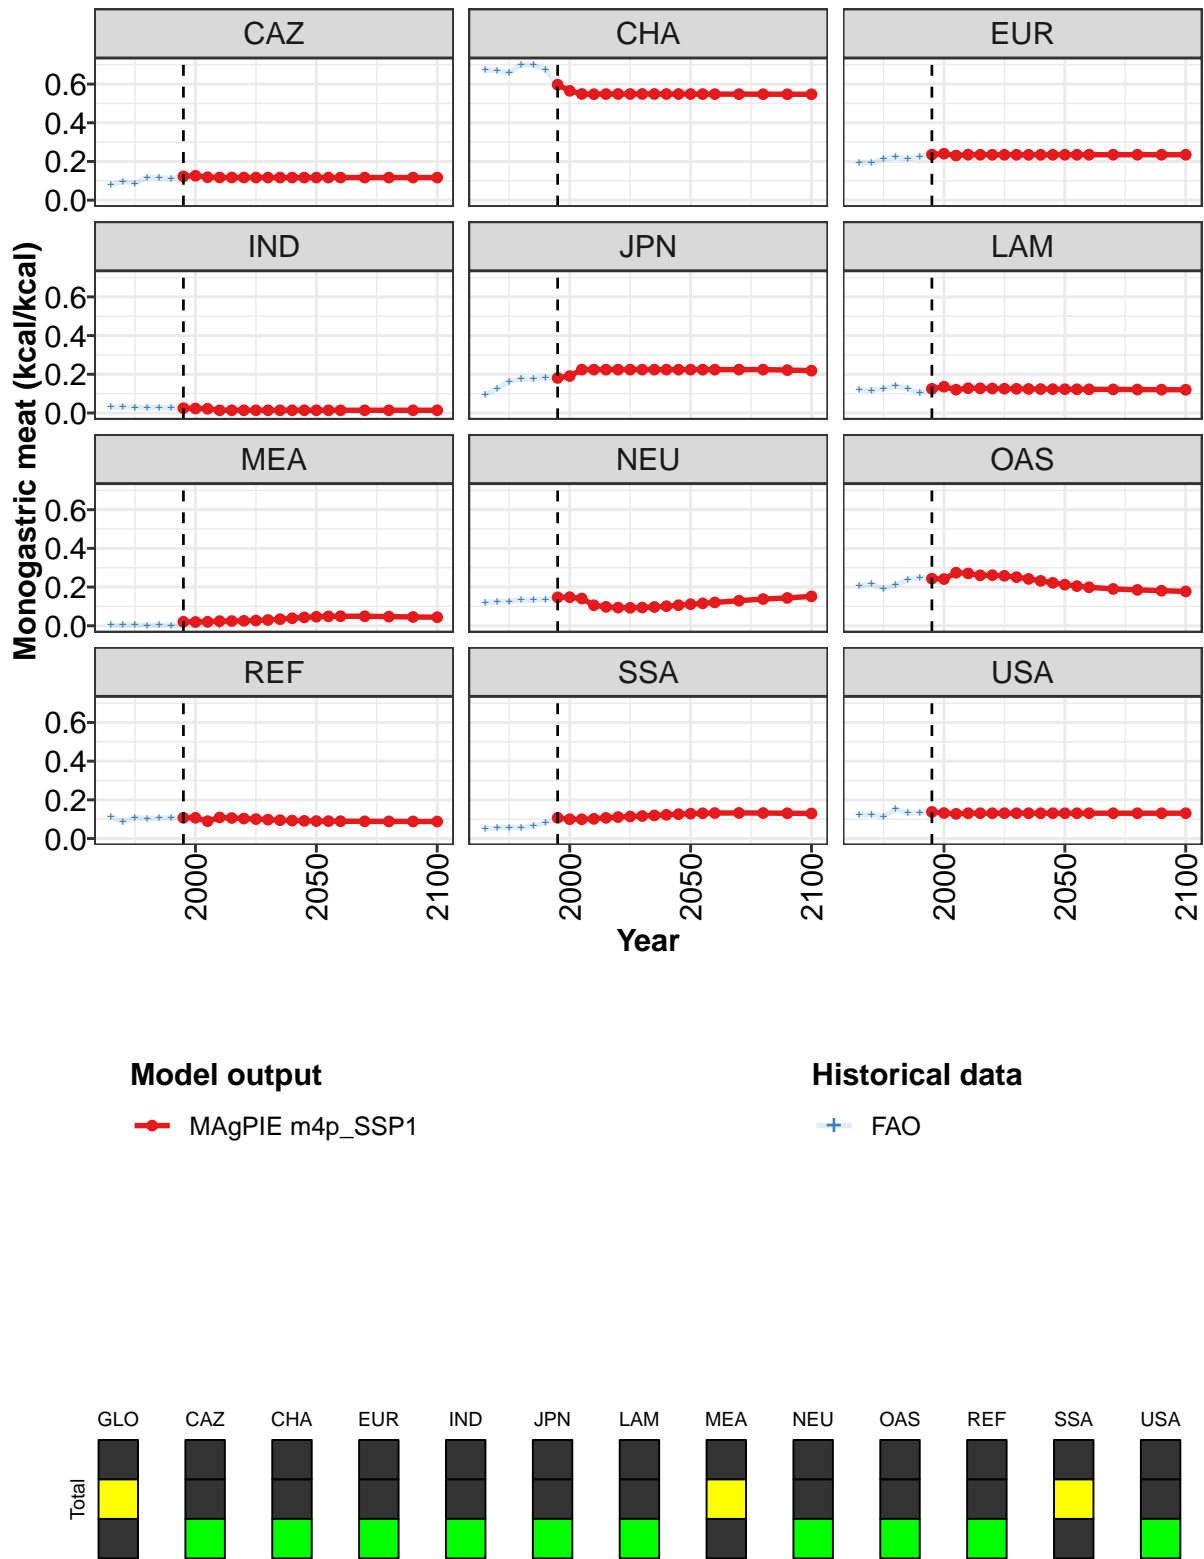 CAZ CHA EUR
0.6
0.4
0.2
0.0
IND JPN LAM
0.6
0.4
0.2
0.0
MEA NEU OAS
0.6
0.4
0.2
0.0
REF SSA USA
0.6
0.4
0.2
0.0
Monogastric meat (kcal/kcal)
2000 2050 2100 2000 2050 2100 2000 2050 2100
Year
Model output Historical data
MAgPIE m4p_SSP1 FAO
GLO CAZ CHA EUR IND JPN LAM MEA NEU OAS REF SSA USA
Total